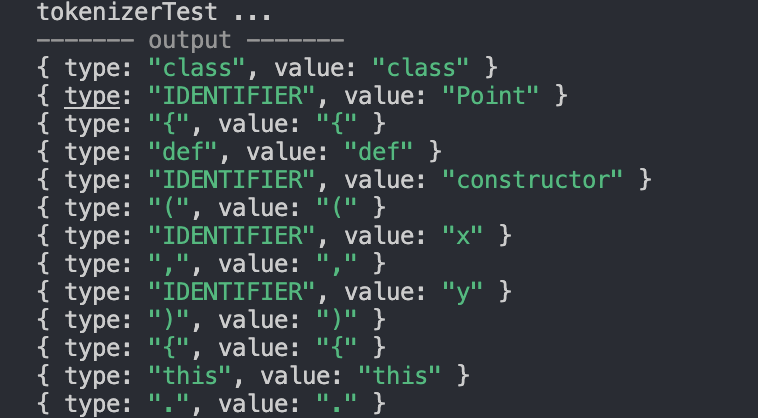 tokenizerTest ...
------- output -------
{ type: "class", value: "class" }
{ type: "IDENTIFIER", value: "Point" }
{ type: "{", value: "{" }
{ type: "def", value: "def" }
{ type: "IDENTIFIER", value: "constructor" }
{ type: "(", value: "(" }
{ type: "IDENTIFIER", value: "x" }
{ type: ",", value: "," }
{ type: "IDENTIFIER", value: "y" }
{ type: ")", value: ")" }
{ type: "{", value: "{" }
{ type: "this", value: "this" }
{ type: ".", value: "." }